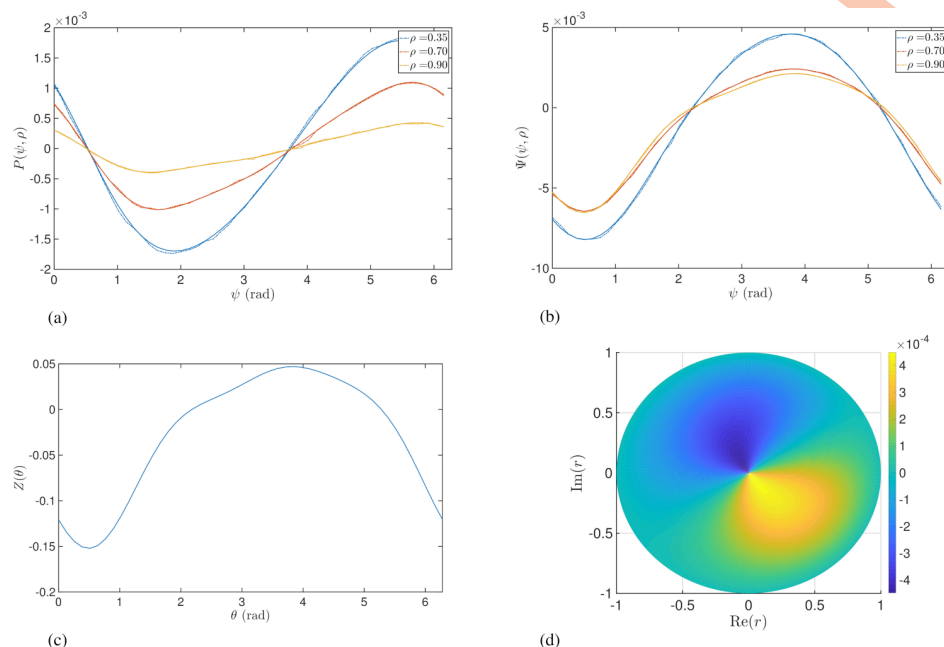 ×10⁻³
2
1.5
1
0.5
0
-0.5
-1
-1.5
-2
P(ψ, ρ)
0 1 2 3 4 5 6
ψ (rad)
ρ =0.35
ρ =0.70
ρ =0.90
(a)
×10⁻³
5
0
-5
-10
Ψ(ψ, ρ)
0 1 2 3 4 5 6
ψ (rad)
ρ =0.35
ρ =0.70
ρ =0.90
(b)
0.05
0
-0.05
-0.1
-0.15
-0.2
Z(θ)
0 1 2 3 4 5 6
θ (rad)
(c)
1
0.5
0
-0.5
-1
Im(r)
-1 -0.5 0 0.5 1
Re(r)
×10⁻⁴
4
3
2
1
0
-1
-2
-3
-4
(d)